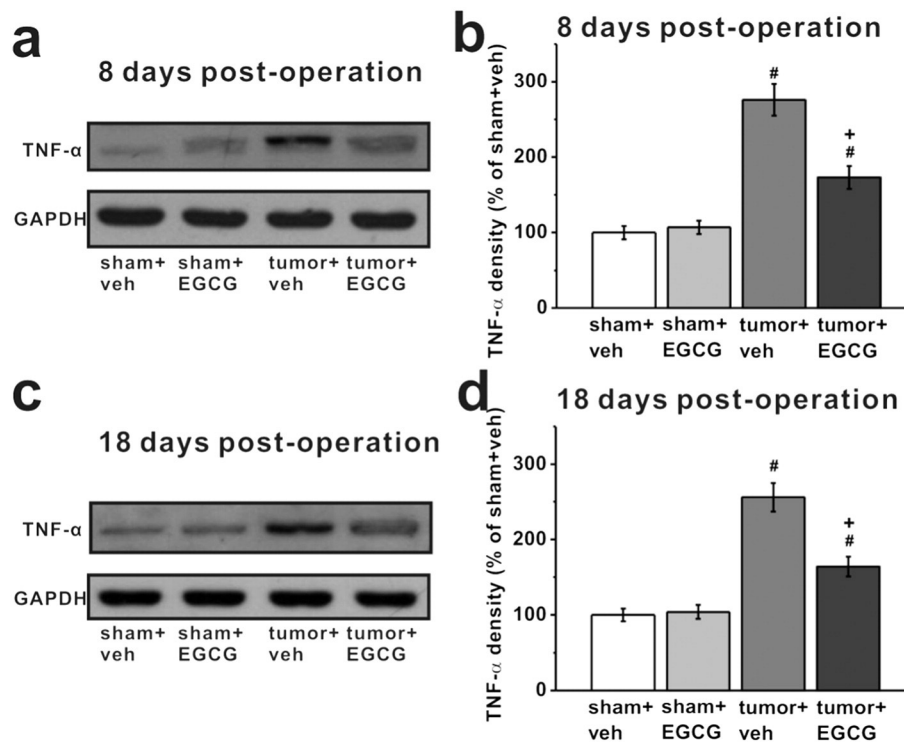 a
8 days post-operation
TNF-α
GAPDH
sham+ sham+ tumor+ tumor+
veh EGCG veh EGCG
b
8 days post-operation
TNF-α density (% of sham+veh)
300
200
100
0
#
+
#
sham+ sham+ tumor+ tumor+
veh EGCG veh EGCG
c
18 days post-operation
TNF-α
GAPDH
sham+ sham+ tumor+ tumor+
veh EGCG veh EGCG
d
18 days post-operation
TNF-α density (% of sham+veh)
300
200
100
0
#
+
#
sham+ sham+ tumor+ tumor+
veh EGCG veh EGCG